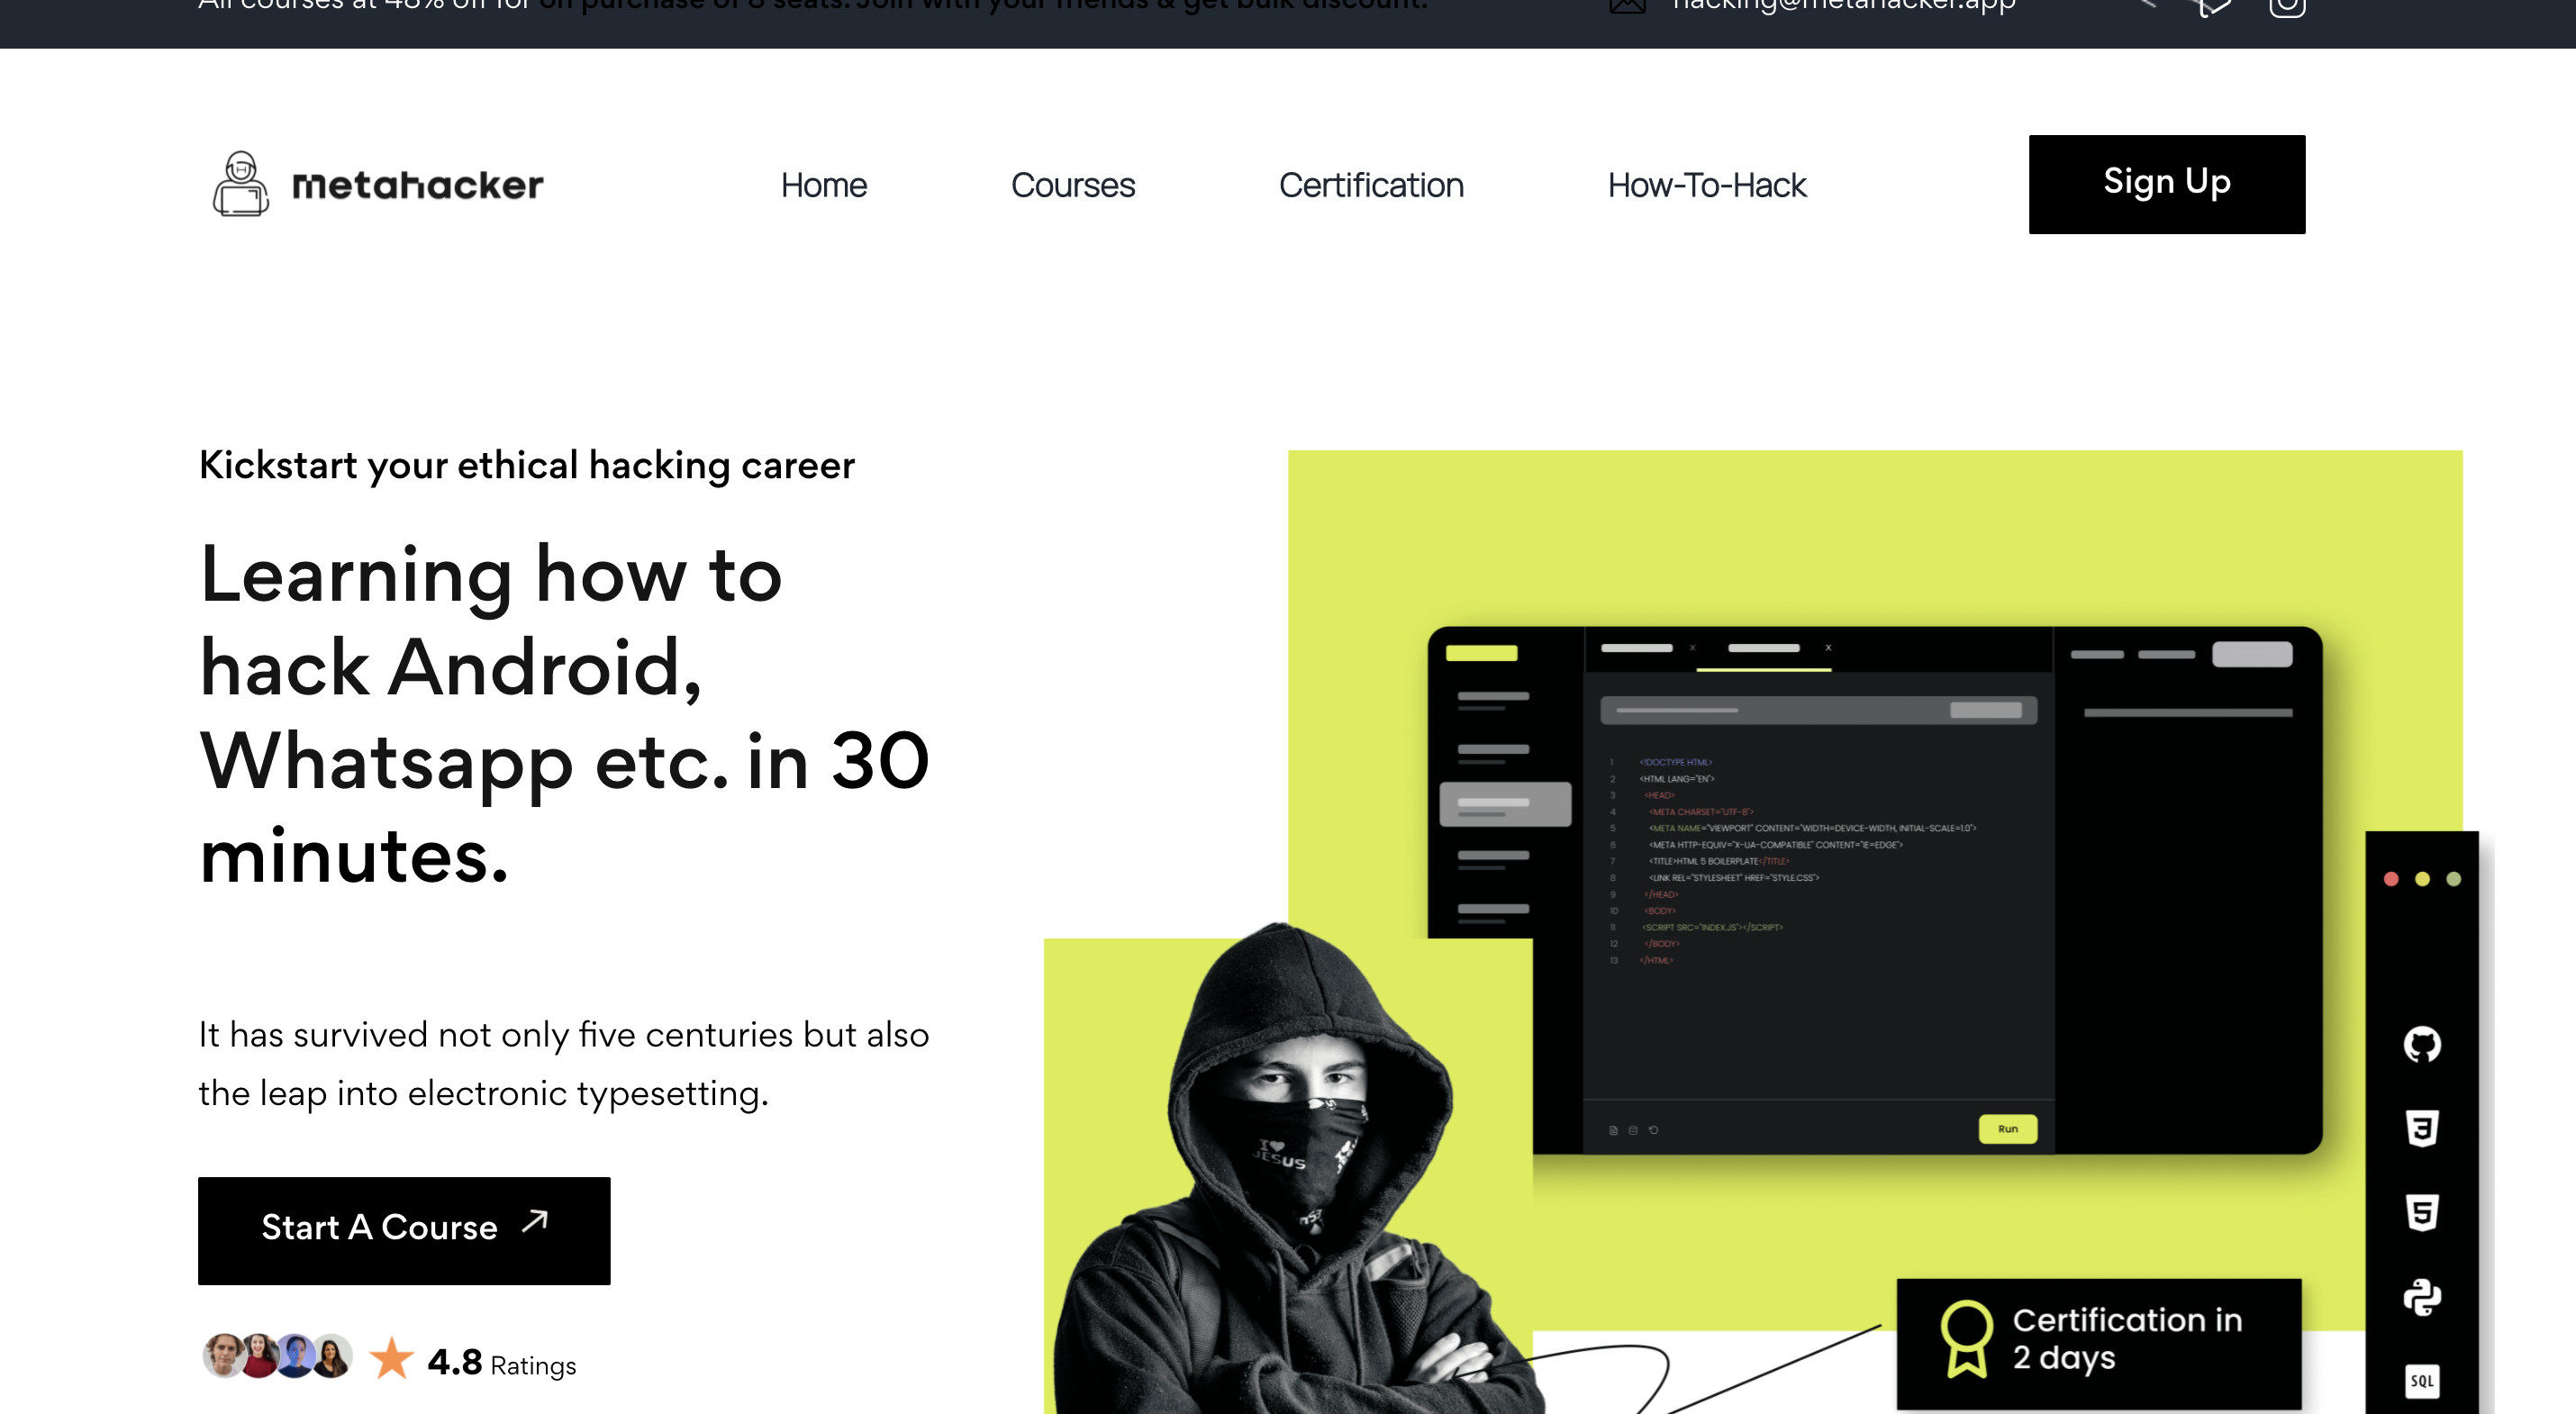 All courses at 48% off for on purchase of 8 seats. Join with your friends & get bulk discount.
hacking@metahacker.app
metahacker
Home
Courses
Certification
How-To-Hack
Sign Up
Kickstart your ethical hacking career
Learning how to
hack Android,
Whatsapp etc. in 30
minutes.
It has survived not only five centuries but also
the leap into electronic typesetting.
Start A Course
4.8 Ratings
x
x
1 <!DOCTYPE HTML>
2 <HTML LANG="EN">
3 <HEAD>
4 <META CHARSET="UTF-8">
5 <META NAME="VIEWPORT" CONTENT="WIDTH=DEVICE-WIDTH, INITIAL-SCALE=1.0">
6 <META HTTP-EQUIV="X-UA-COMPATIBLE" CONTENT="IE=EDGE">
7 <TITLE>HTML 5 BOILERPLATE</TITLE>
8 <LINK REL="STYLESHEET" HREF="STYLE.CSS">
9 </HEAD>
10 <BODY>
11 <SCRIPT SRC="INDEX.JS"></SCRIPT>
12 </BODY>
13 </HTML>
Run
I ♥
JESUS
Certification in
2 days
3
5
SQL